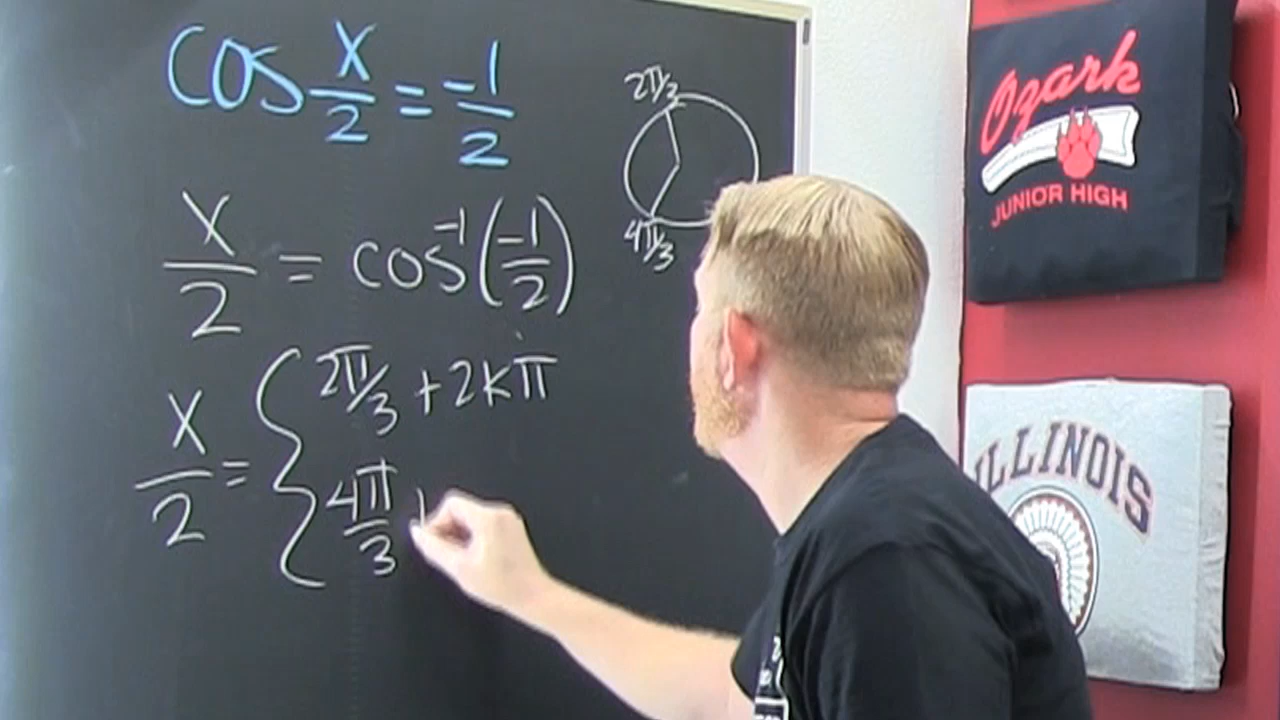 cos x/2 = -1/2
2π/3
4π/3
x/2 = cos⁻¹(-1/2)
x/2 = { 2π/3 + 2kπ
4π/3
Ozark
JUNIOR HIGH
ILLINOIS